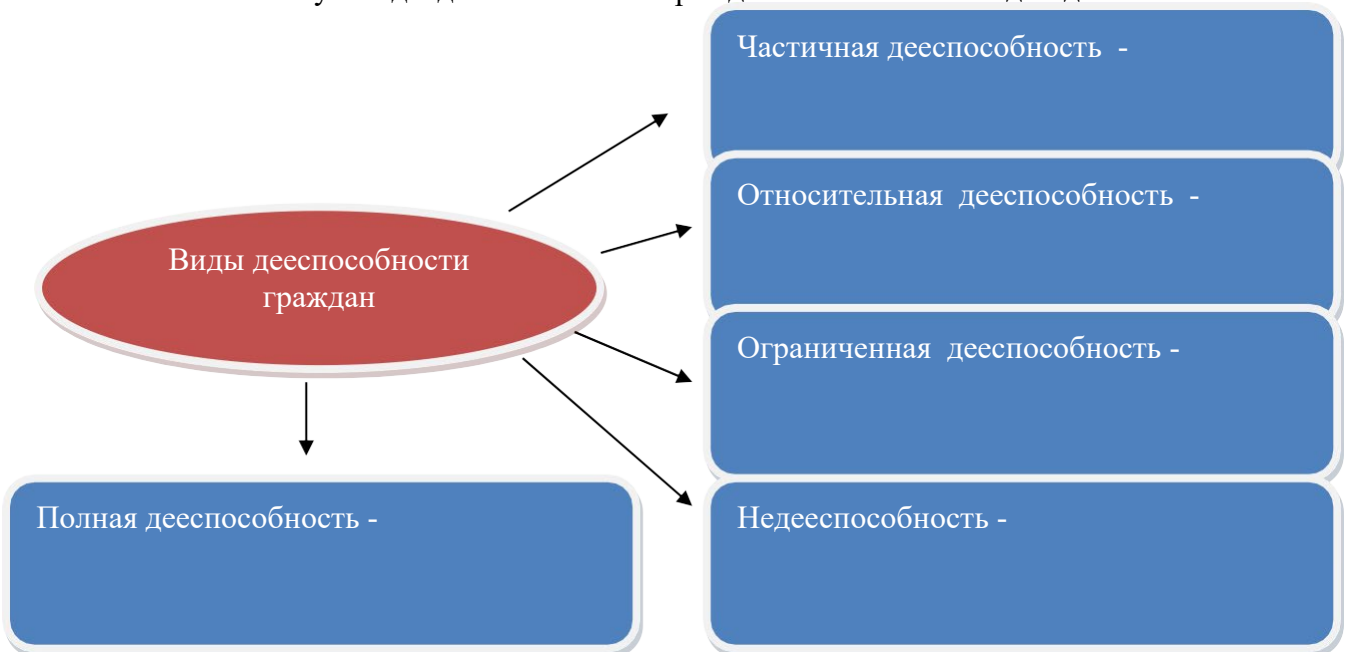 Частичная дееспособность -
Относительная дееспособность -
Виды дееспособности
граждан
Ограниченная дееспособность -
Полная дееспособность -
Недееспособность -